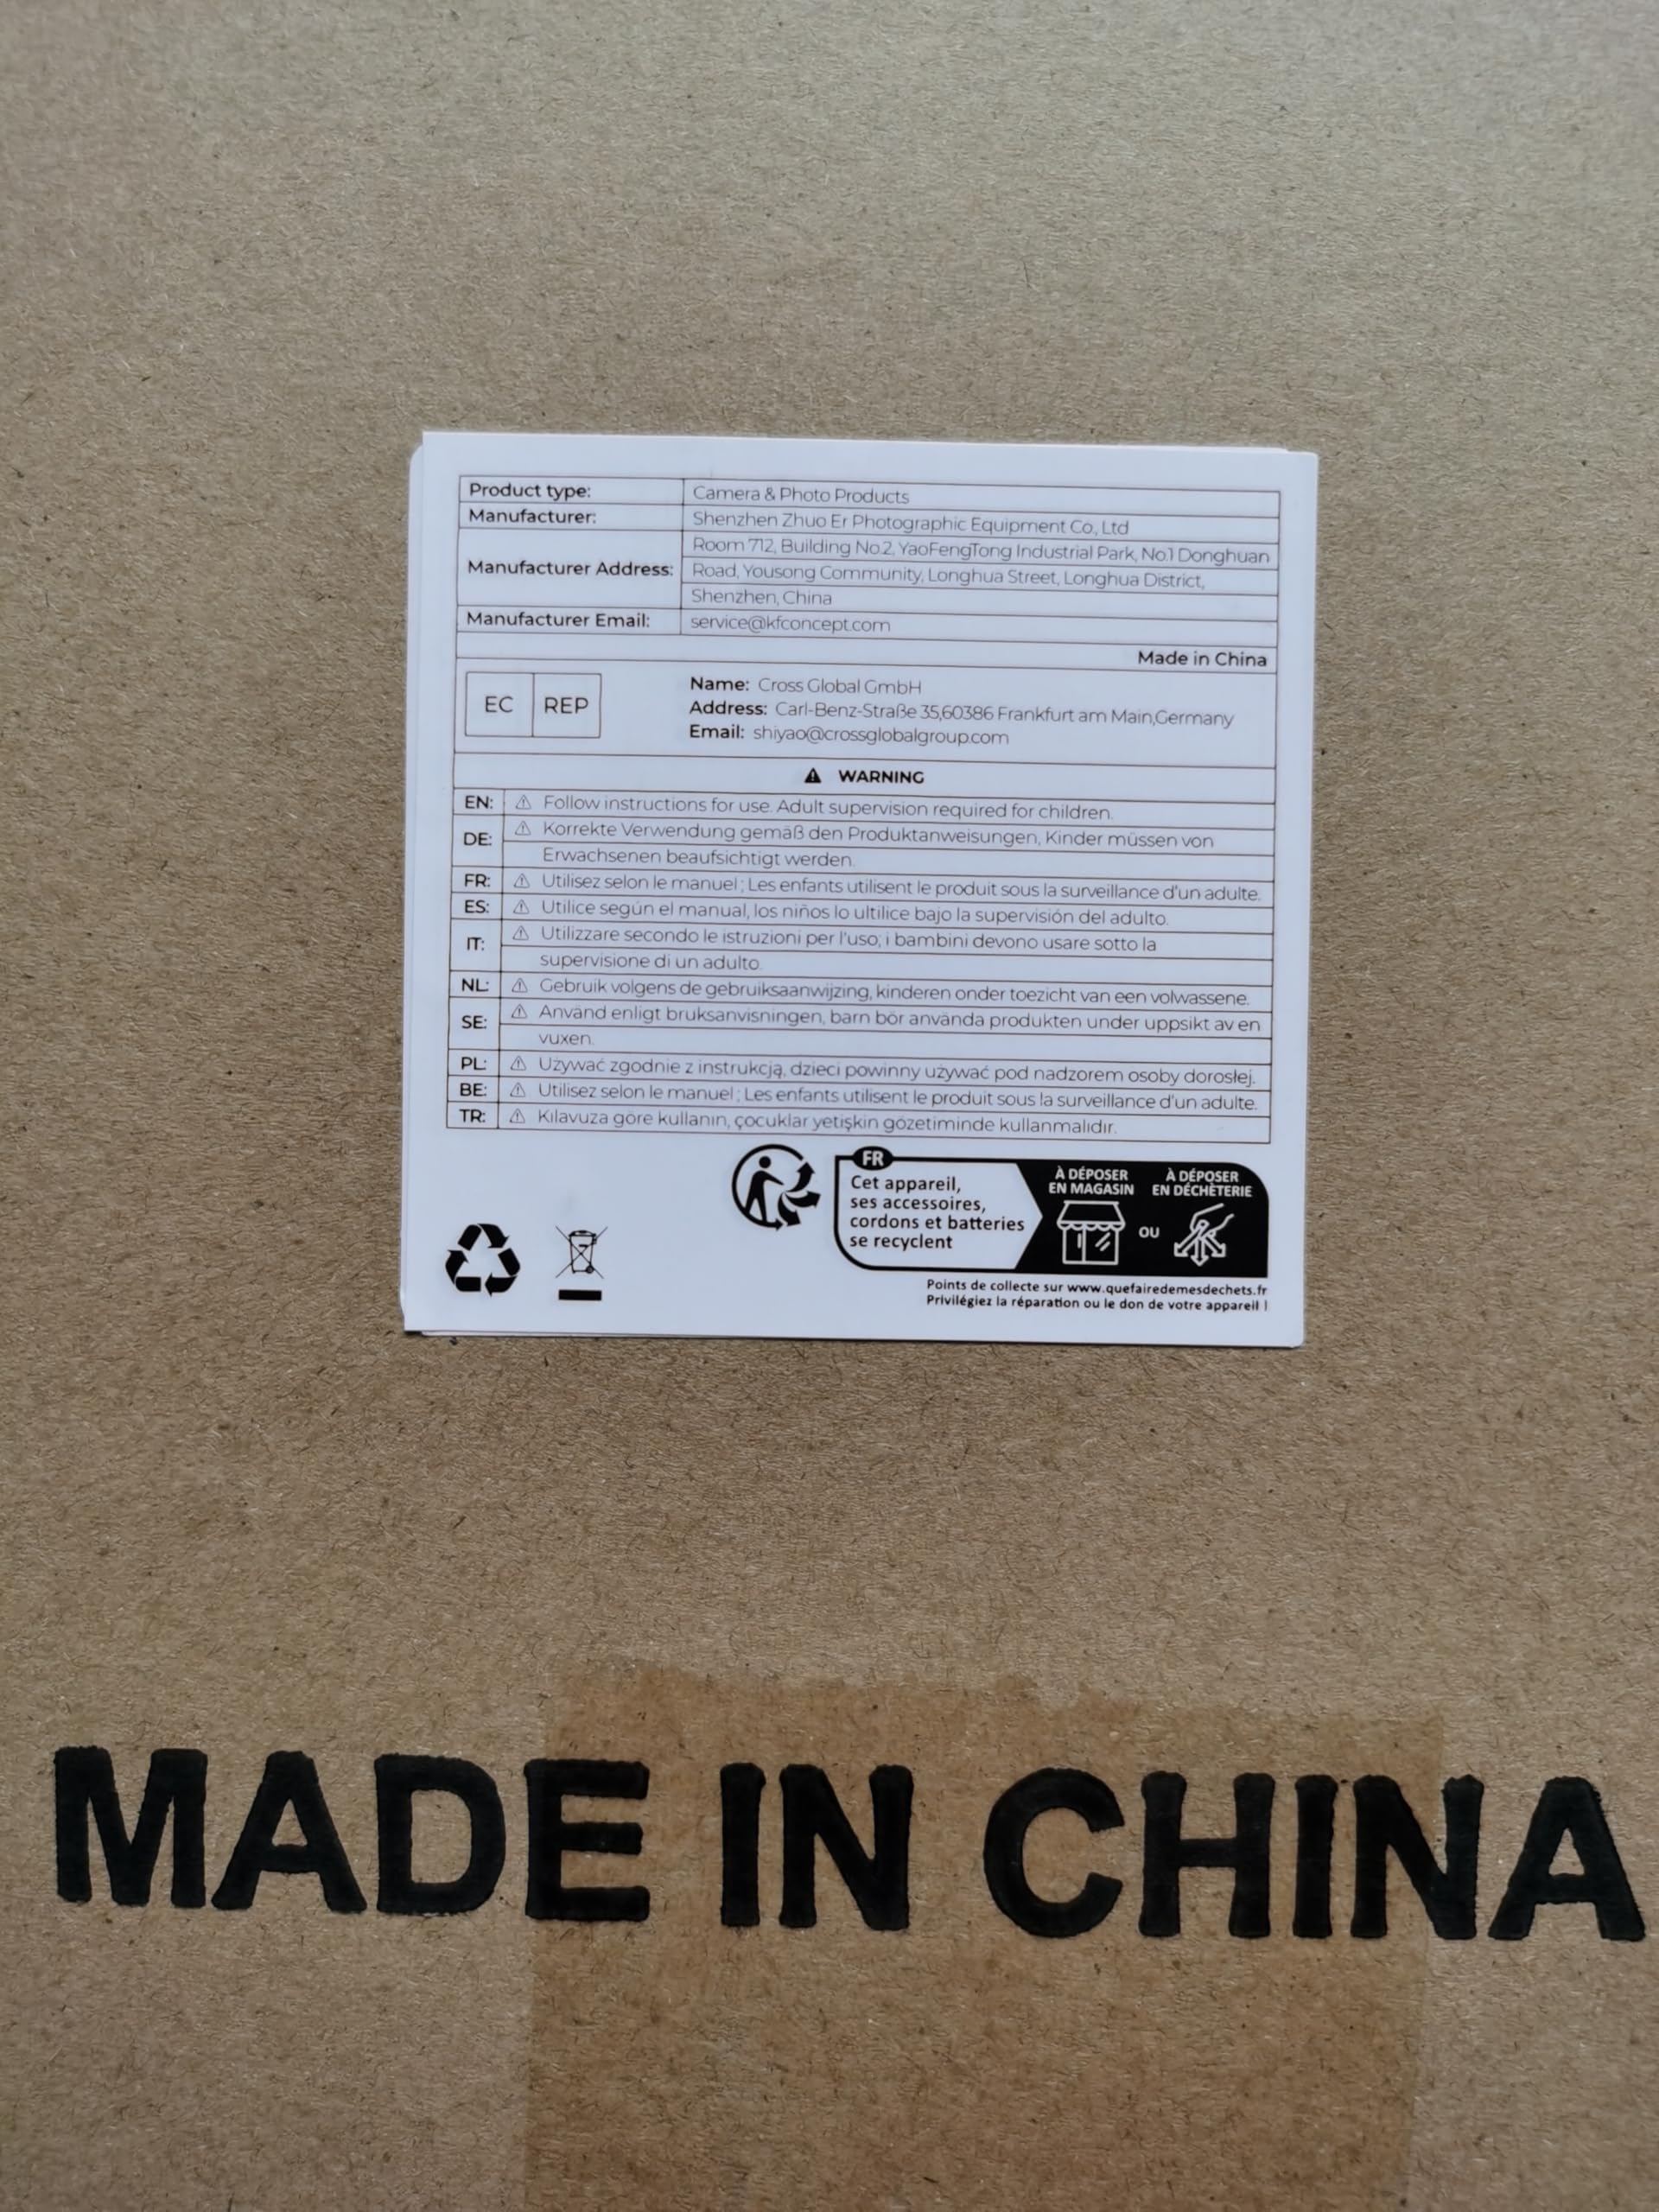 Product type: Camera & Photo Products
Manufacturer: Shenzhen Zhuo Er Photographic Equipment Co., Ltd
Manufacturer Address: Room 712, Building No.2, YaoFengTong Industrial Park, No.1 Donghuan
Road, Yousong Community, Longhua Street, Longhua District,
Shenzhen, China
Manufacturer Email: service@kfconcept.com
Made in China
EC REP
Name: Cross Global GmbH
Address: Carl-Benz-Straße 35,60386 Frankfurt am Main,Germany
Email: shiyao@crossglobalgroup.com
WARNING
EN: Follow instructions for use. Adult supervision required for children.
DE: Korrekte Verwendung gemäß den Produktanweisungen, Kinder müssen von
Erwachsenen beaufsichtigt werden.
FR: Utilisez selon le manuel ; Les enfants utilisent le produit sous la surveillance d'un adulte.
ES: Utilice según el manual, los niños lo ultilice bajo la supervisión del adulto.
IT: Utilizzare secondo le istruzioni per l'uso; i bambini devono usare sotto la
supervisione di un adulto.
NL: Gebruik volgens de gebruiksaanwijzing, kinderen onder toezicht van een volwassene.
SE: Använd enligt bruksanvisningen, barn bör använda produkten under uppsikt av en
vuxen.
PL: Używać zgodnie z instrukcją, dzieci powinny używać pod nadzorem osoby dorosłej.
BE: Utilisez selon le manuel ; Les enfants utilisent le produit sous la surveillance d'un adulte.
TR: Kılavuza göre kullanın, çocuklar yetişkin gözetiminde kullanmalıdır.
FR
Cet appareil,
ses accessoires,
cordons et batteries
se recyclent
À DÉPOSER
EN MAGASIN
OU
À DÉPOSER
EN DÉCHÈTERIE
Points de collecte sur www.quefairedemesdechets.fr
Privilégiez la réparation ou le don de votre appareil !
MADE IN CHINA